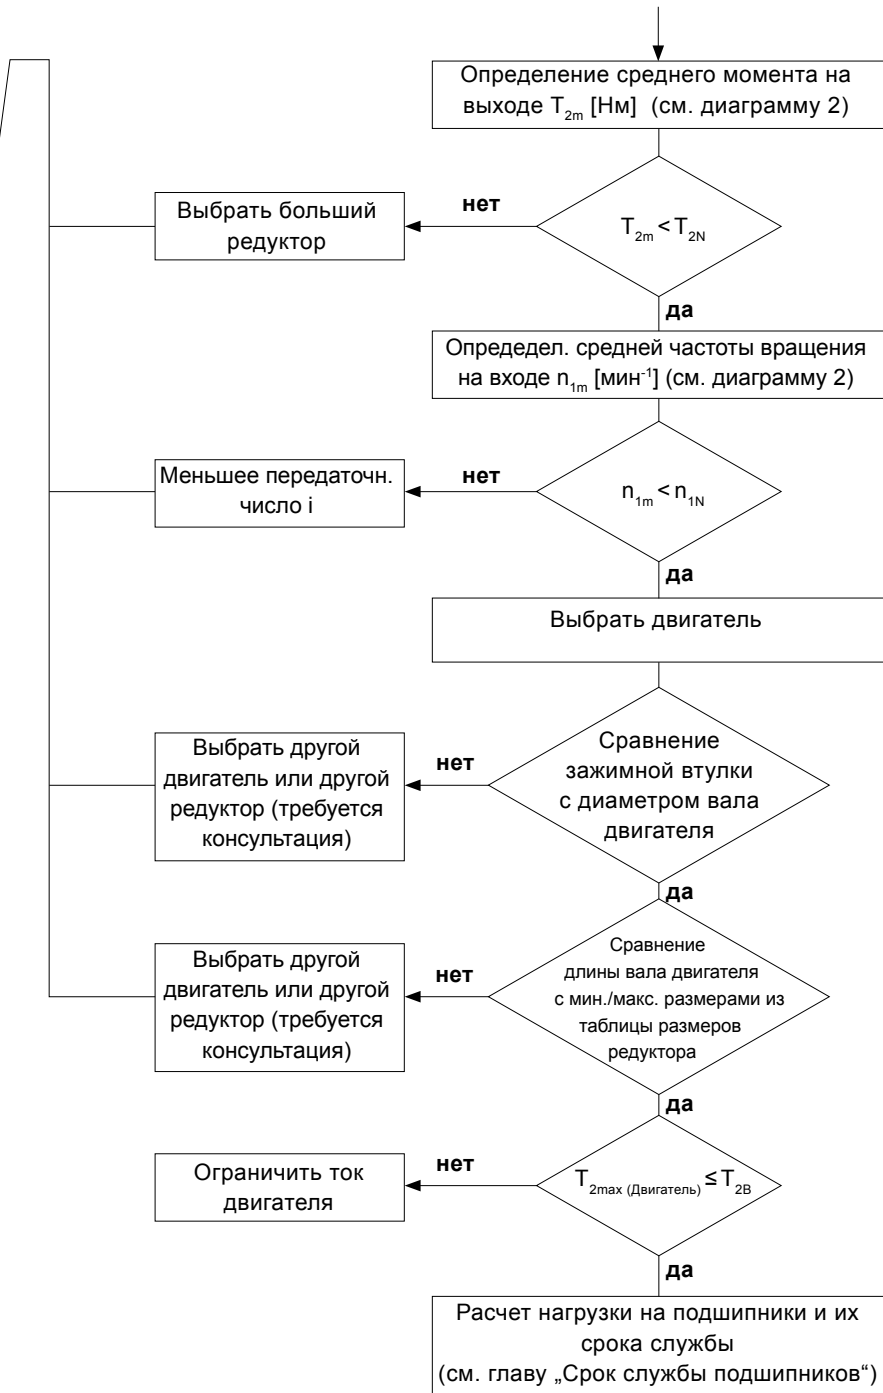 Определение среднего момента на
выходе T2m [Нм] (см. диаграмму 2)
нет
T2m < T2N
Выбрать больший
редуктор
да
Опредедел. средней частоты вращения
на входе n1m [мин-1] (см. диаграмму 2)
нет
n1m < n1N
Меньшее передаточн.
число i
да
Выбрать двигатель
Сравнение
зажимной втулки
с диаметром вала
двигателя
нет
Выбрать другой
двигатель или другой
редуктор (требуется
консультация)
да
Сравнение
длины вала двигателя
с мин./макс. размерами из
таблицы размеров
редуктора
нет
Выбрать другой
двигатель или другой
редуктор (требуется
консультация)
да
T2max (Двигатель) ≤ T2B
нет
Ограничить ток
двигателя
да
Расчет нагрузки на подшипники и их
срока службы
(см. главу „Срок службы подшипников“)